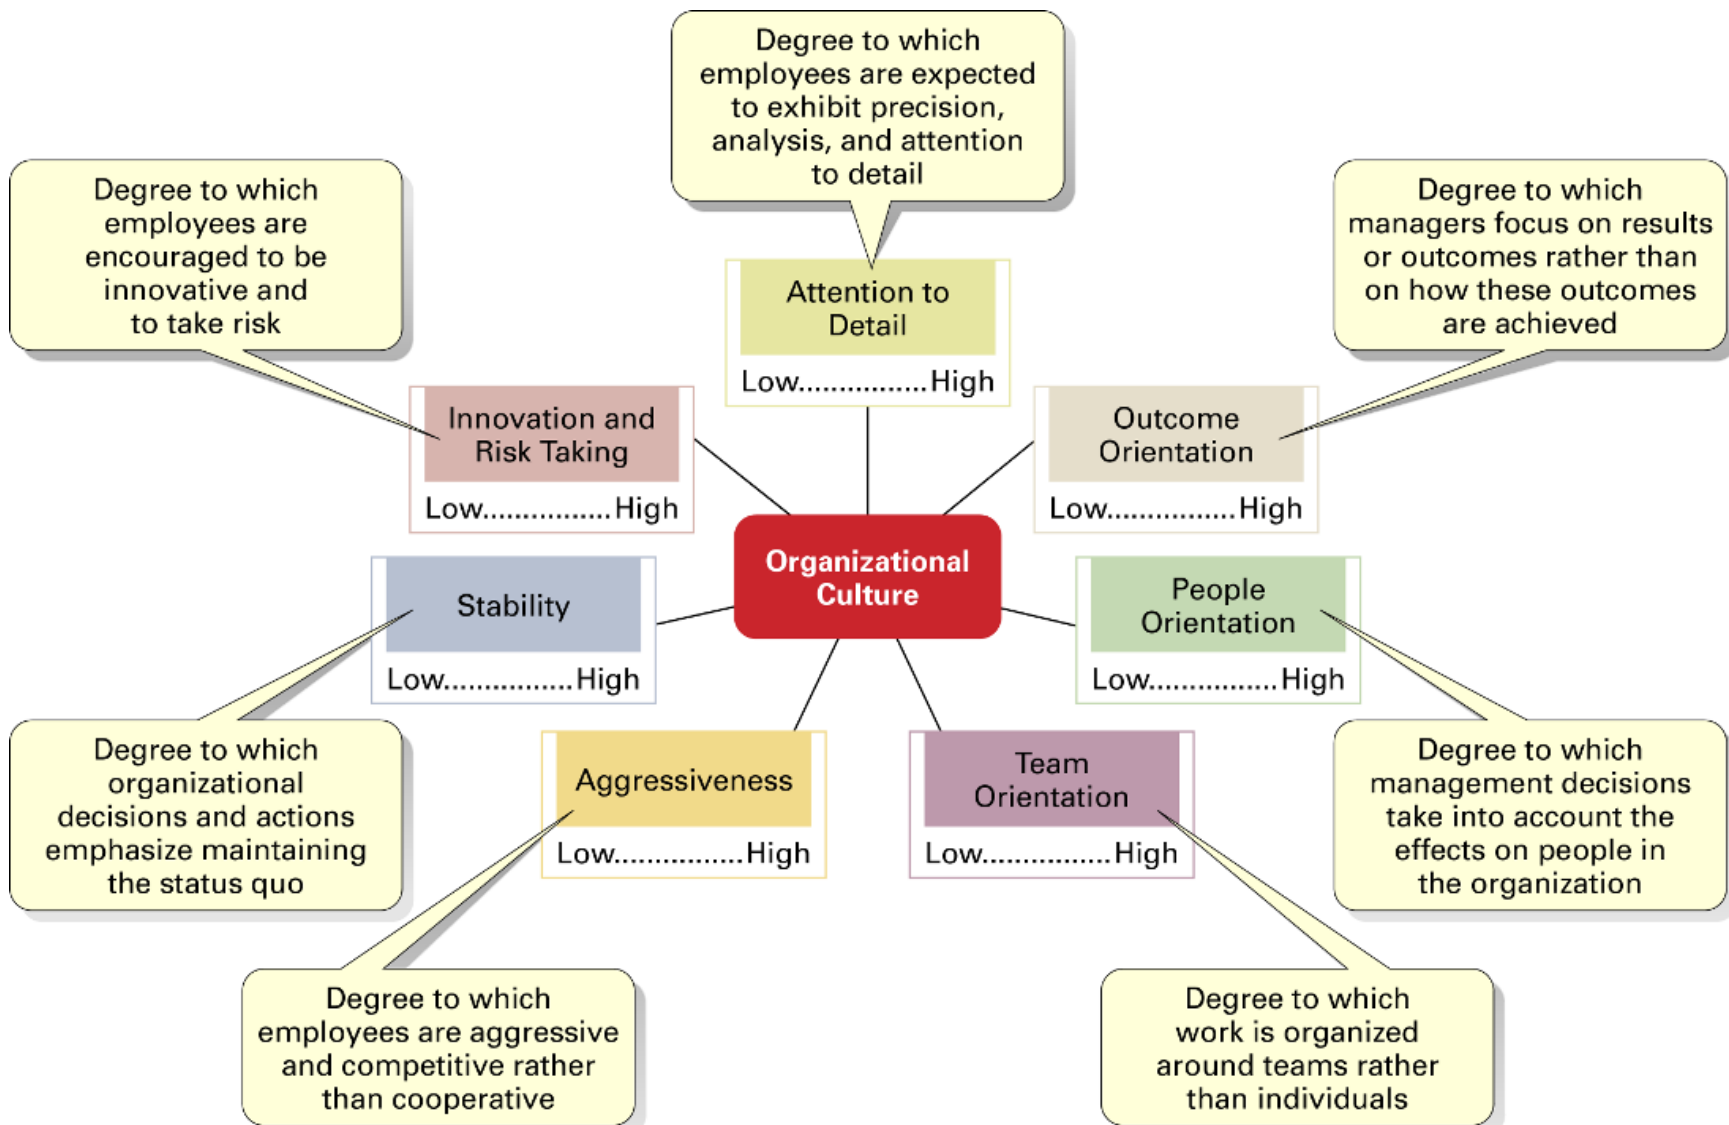 Degree to which
employees are expected
to exhibit precision,
analysis, and attention
to detail
Degree to which
employees are
encouraged to be
innovative and
to take risk
Degree to which
managers focus on results
or outcomes rather than
on how these outcomes
are achieved
Attention to
Detail
Low................High
Innovation and
Risk Taking
Low................High
Outcome
Orientation
Low................High
Organizational
Culture
Stability
Low................High
People
Orientation
Low................High
Aggressiveness
Low................High
Team
Orientation
Low................High
Degree to which
organizational
decisions and actions
emphasize maintaining
the status quo
Degree to which
management decisions
take into account the
effects on people in
the organization
Degree to which
employees are aggressive
and competitive rather
than cooperative
Degree to which
work is organized
around teams rather
than individuals